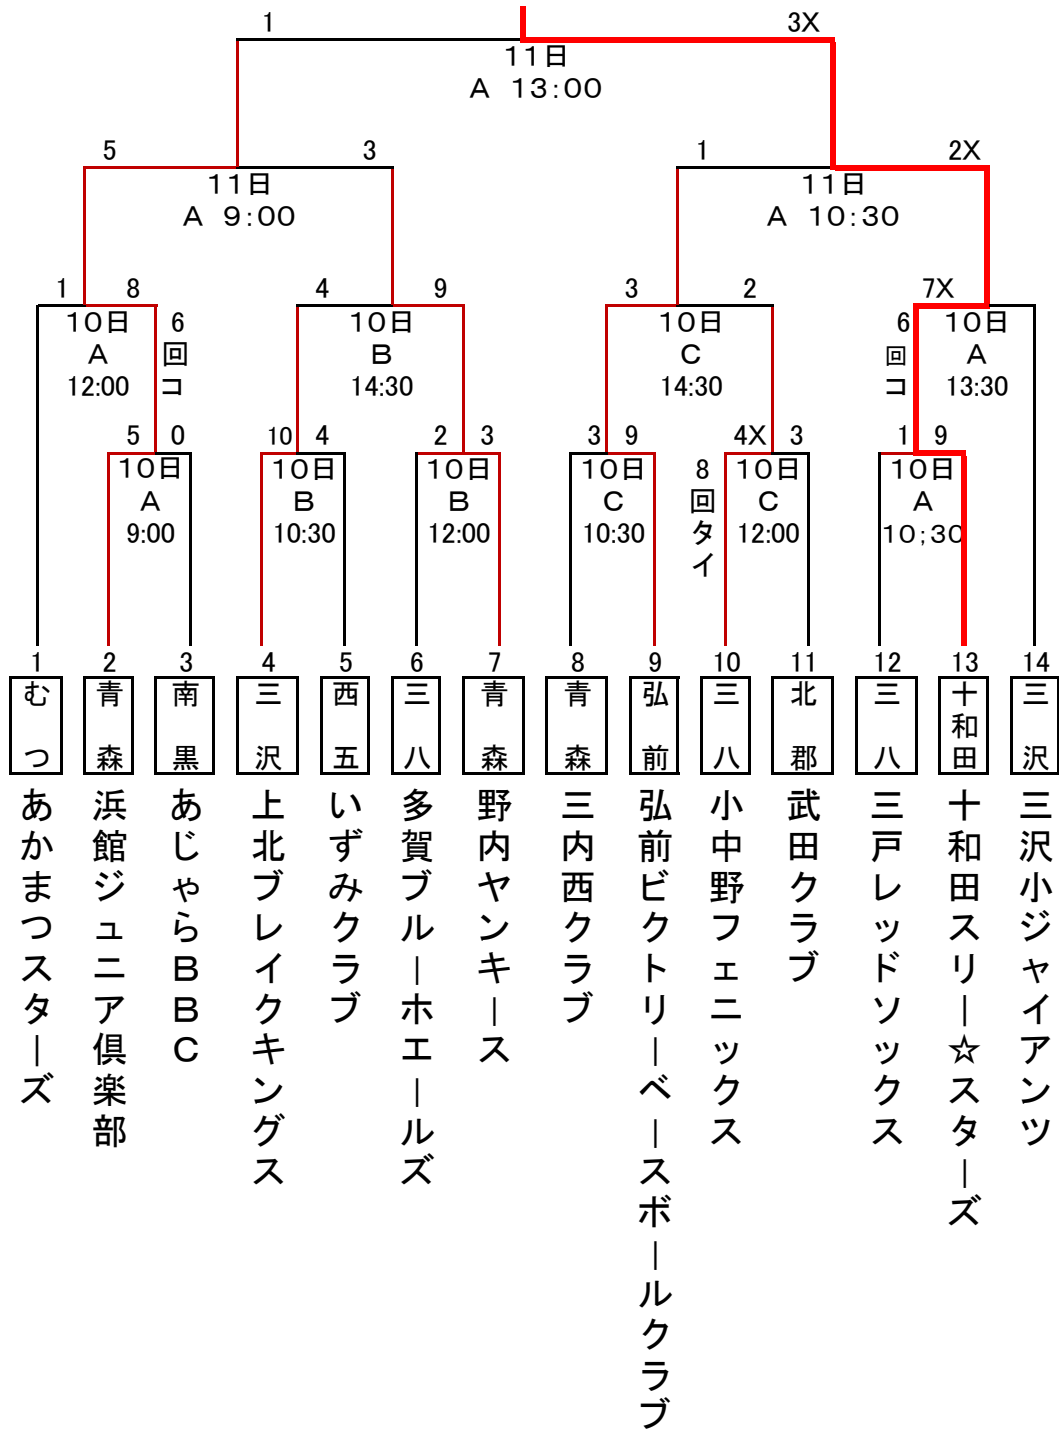 1 3X
11日
A 13:00
5 3 1 2X
11日 11日
A 9:00 A 10:30
1 8 4 9 3 2 7X
10日 6 10日 10日 6 10日
A 回 B C 回 A
12:00 コ 14:30 14:30 コ 13:30
5 0 10 4 2 3 3 9 4X 3 1 9
10日 10日 10日 10日 8 10日 10日
A B B C 回 C A
9:00 10:30 12:00 10:30 タ 12:00 10;30
イ
1 2 3 4 5 6 7 8 9 10 11 12 13 14
むつ
青森
南黒
三沢
西五
三八
青森
青森
弘前
三八
北郡
三八
十和田
三沢
あかまつスターズ
浜館ジュニア倶楽部
あじゃらBBC
上北ブレイクキングス
いずみクラブ
多賀ブルーホエールズ
野内ヤンキース
三内西クラブ
弘前ビクトリーベースボールクラブ
小中野フェニックス
武田クラブ
三戸レッドソックス
十和田スリー☆スターズ
三沢小ジャイアンツ